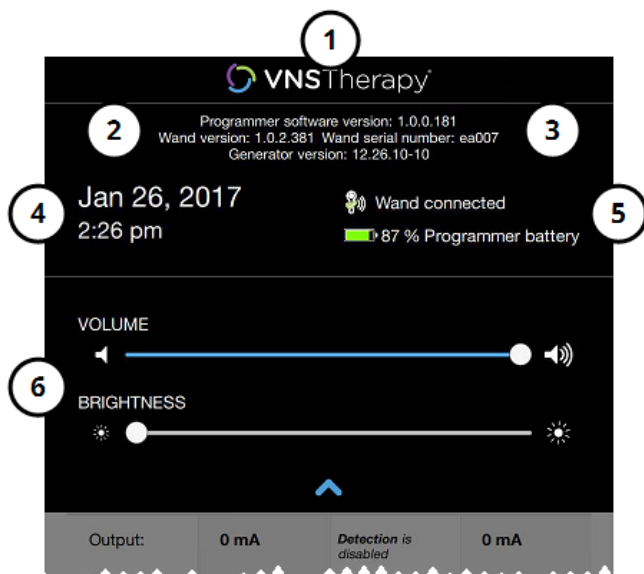 1
VNSTherapy
2
3
Programmer software version: 1.0.0.181
Wand version: 1.0.2.381 Wand serial number: ea007
Generator version: 12.26.10-10
4
Jan 26, 2017
2:26 pm
Wand connected
87 % Programmer battery
5
VOLUME
6
BRIGHTNESS
Output:
0 mA
Detection is
disabled
0 mA